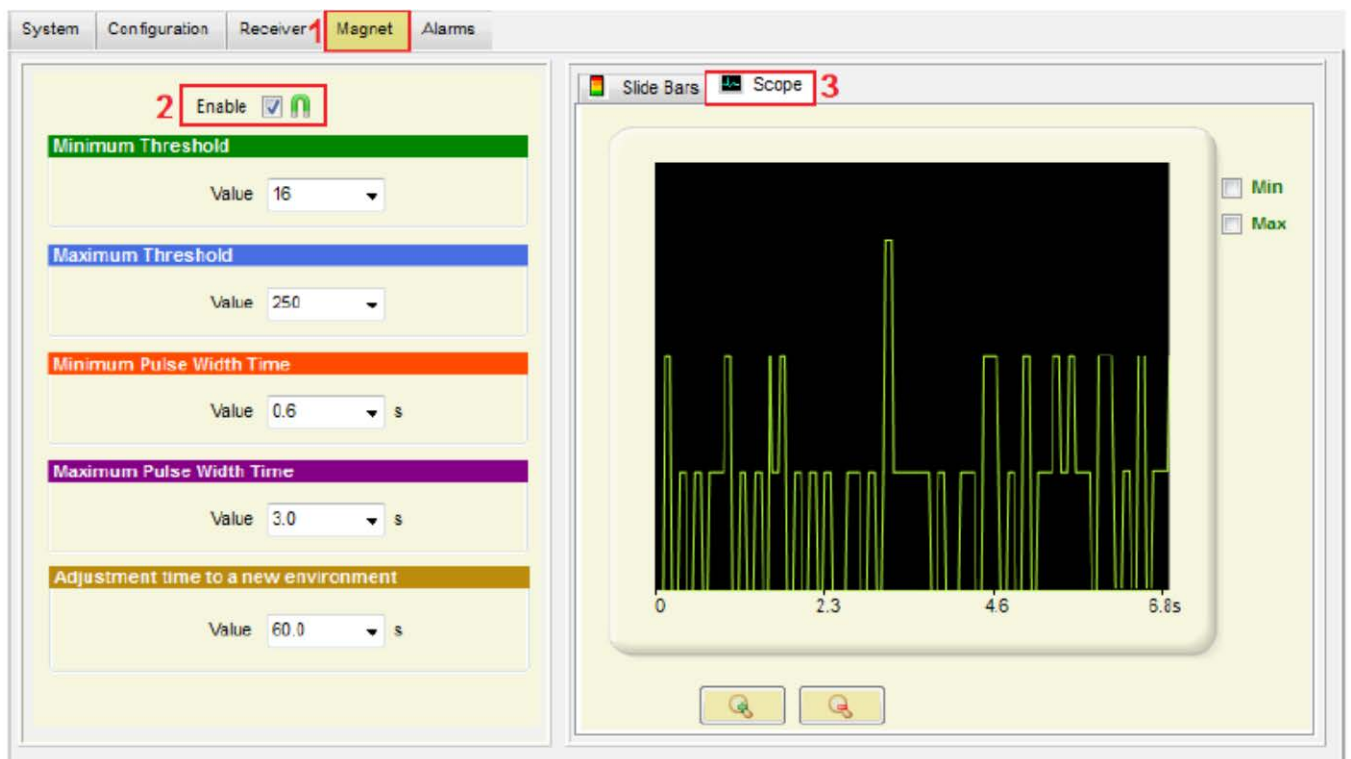 System Configuration Receiver 1 Magnet Alarms
2 Enable
Minimum Threshold
Value 16
Maximum Threshold
Value 250
Minimum Pulse Width Time
Value 0.6 s
Maximum Pulse Width Time
Value 3.0 s
Adjustment time to a new environment
Value 60.0 s
Slide Bars Scope 3
Min
Max
0 2.3 4.6 6.8s